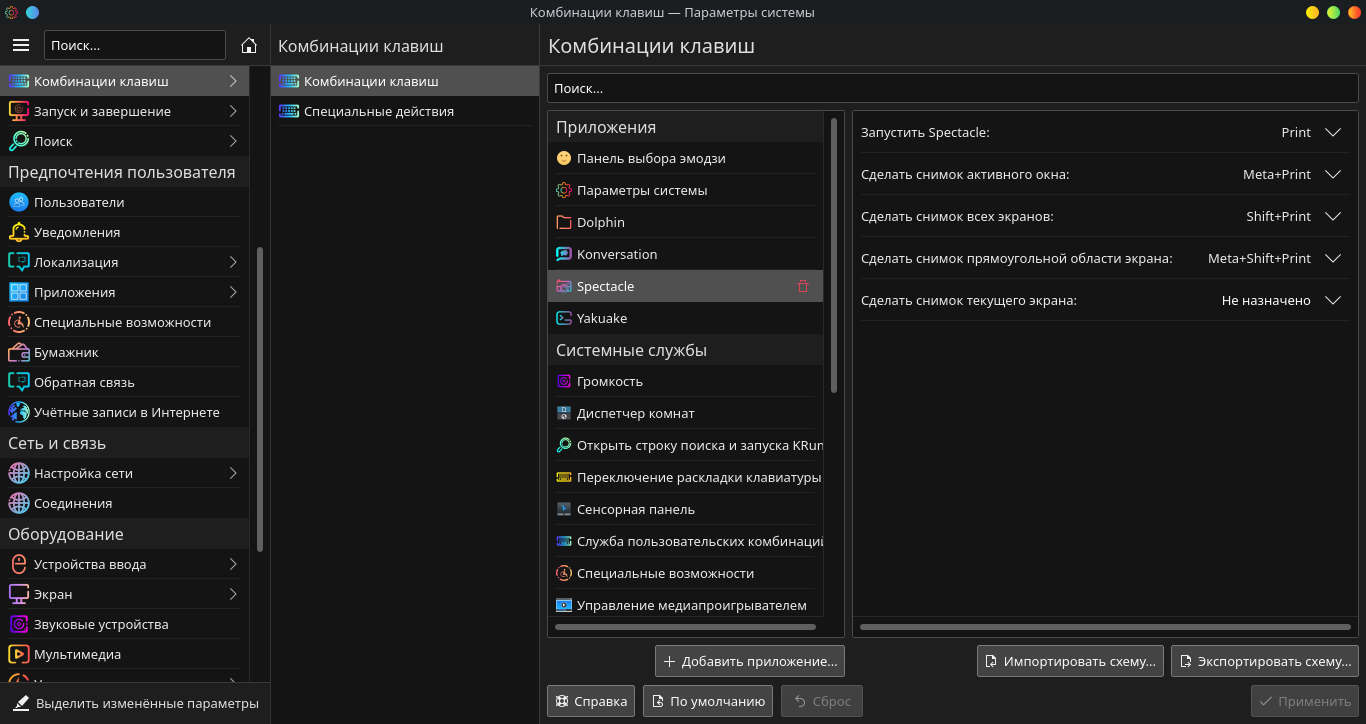 Комбинации клавиш — Параметры системы
Поиск...
Комбинации клавиш
Запуск и завершение
Поиск
Предпочтения пользователя
Пользователи
Уведомления
Локализация
Приложения
Специальные возможности
Бумажник
Обратная связь
Учётные записи в Интернете
Сеть и связь
Настройка сети
Соединения
Оборудование
Устройства ввода
Экран
Звуковые устройства
Мультимедиа
Выделить изменённые параметры
Комбинации клавиш
Комбинации клавиш
Специальные действия
Комбинации клавиш
Поиск...
Приложения
Панель выбора эмодзи
Параметры системы
Dolphin
Konversation
Spectacle
Yakuake
Системные службы
Громкость
Диспетчер комнат
Открыть строку поиска и запуска KRun
Переключение раскладки клавиатуры
Сенсорная панель
Служба пользовательских комбинаций
Специальные возможности
Управление медиапроигрывателем
Запустить Spectacle: Print
Сделать снимок активного окна: Meta+Print
Сделать снимок всех экранов: Shift+Print
Сделать снимок прямоугольной области экрана: Meta+Shift+Print
Сделать снимок текущего экрана: Не назначено
Добавить приложение...
Импортировать схему...
Экспортировать схему...
Справка
По умолчанию
Сброс
Применить